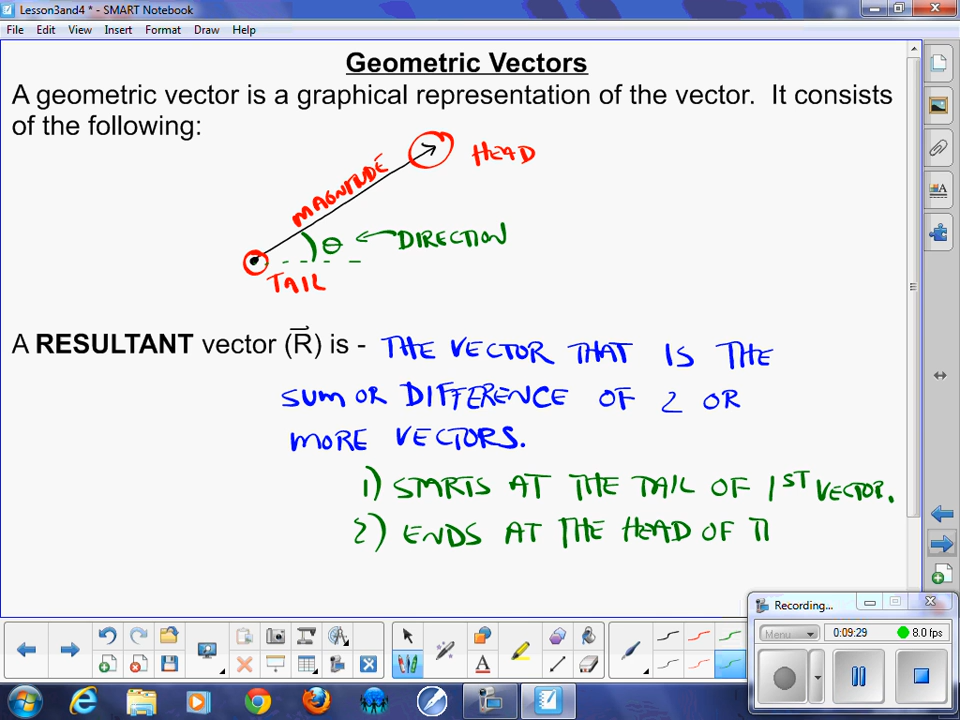 Lesson3and4 * - SMART Notebook
File Edit View Insert Format Draw Help
Geometric Vectors
A geometric vector is a graphical representation of the vector. It consists
of the following:
HEAD
MAGNITUDE
θ ← DIRECTION
TAIL
A RESULTANT vector (R⃗) is - THE VECTOR THAT IS THE
SUM OR DIFFERENCE OF 2 OR
MORE VECTORS.
1) STARTS AT THE TAIL OF 1ST VECTOR.
2) ENDS AT THE HEAD OF T
Recording...
Menu 0:09:29 8.0 fps